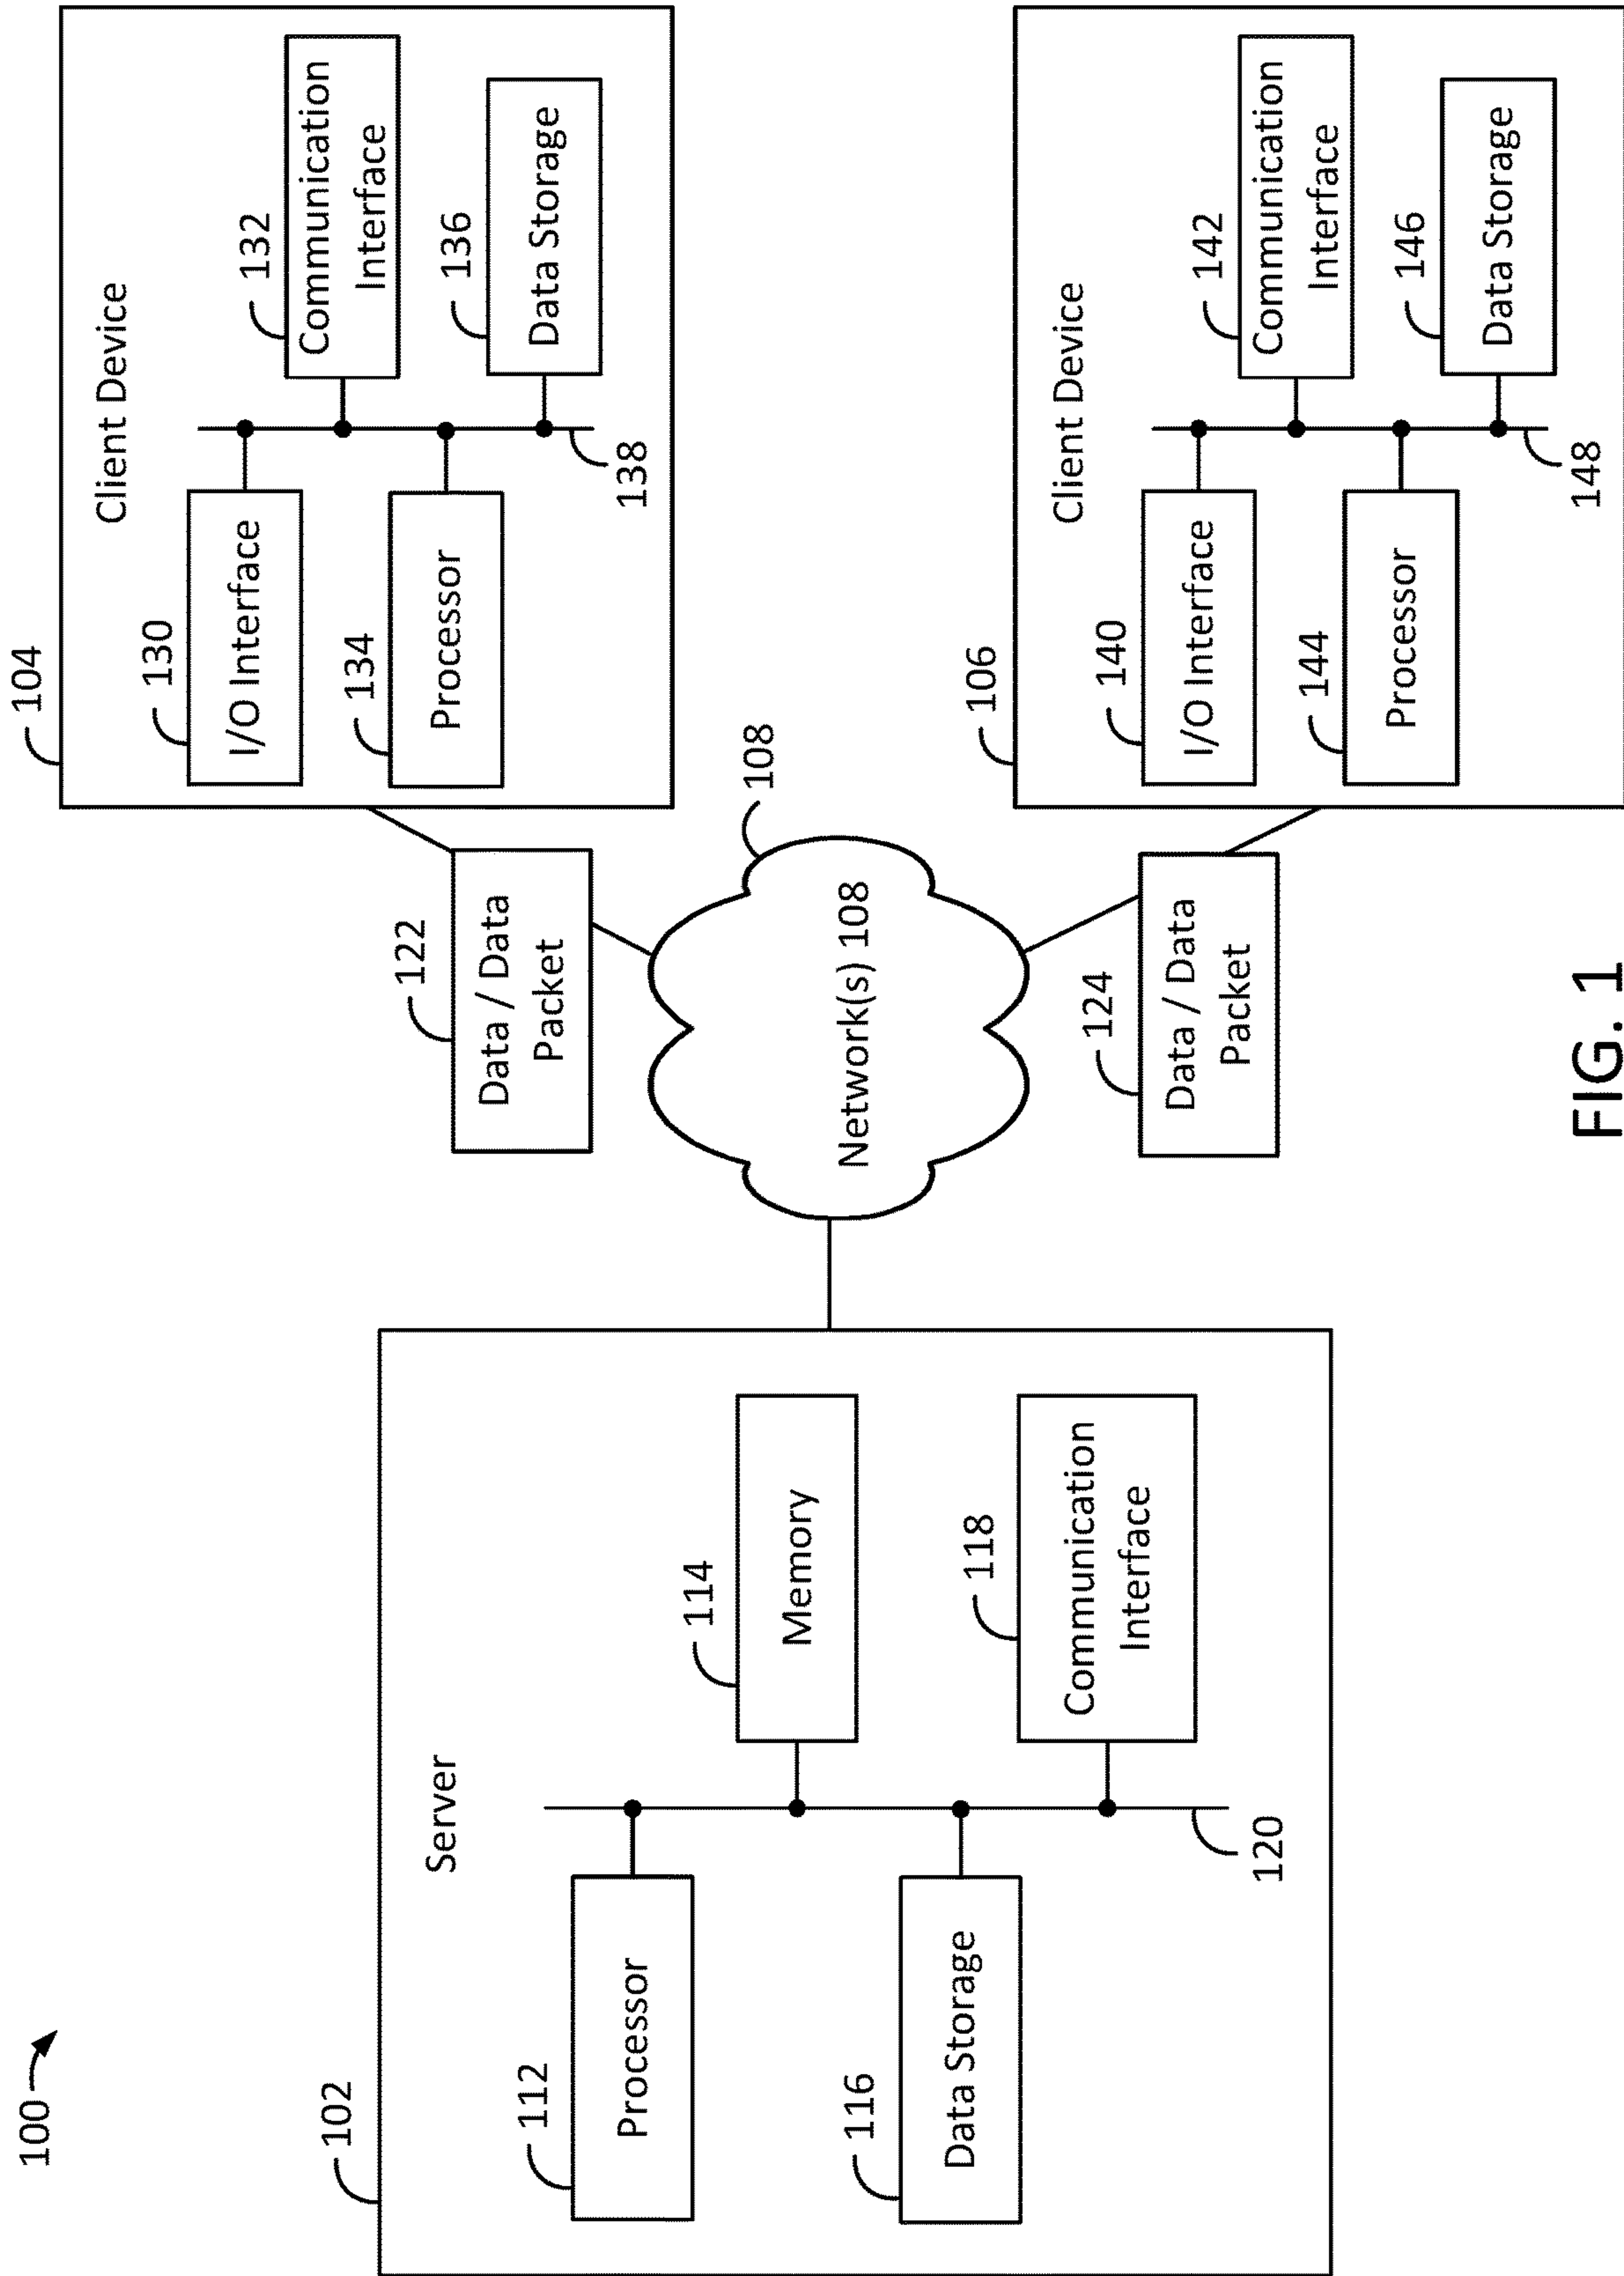 100
102
Server
112
Processor
114
Memory
116
Data Storage
118
Communication
Interface
120
Network(s) 108
108
122
Data / Data
Packet
124
Data / Data
Packet
104
Client Device
130
I/O Interface
132
Communication
Interface
134
Processor
136
Data Storage
138
106
Client Device
140
I/O Interface
142
Communication
Interface
144
Processor
146
Data Storage
148
FIG. 1